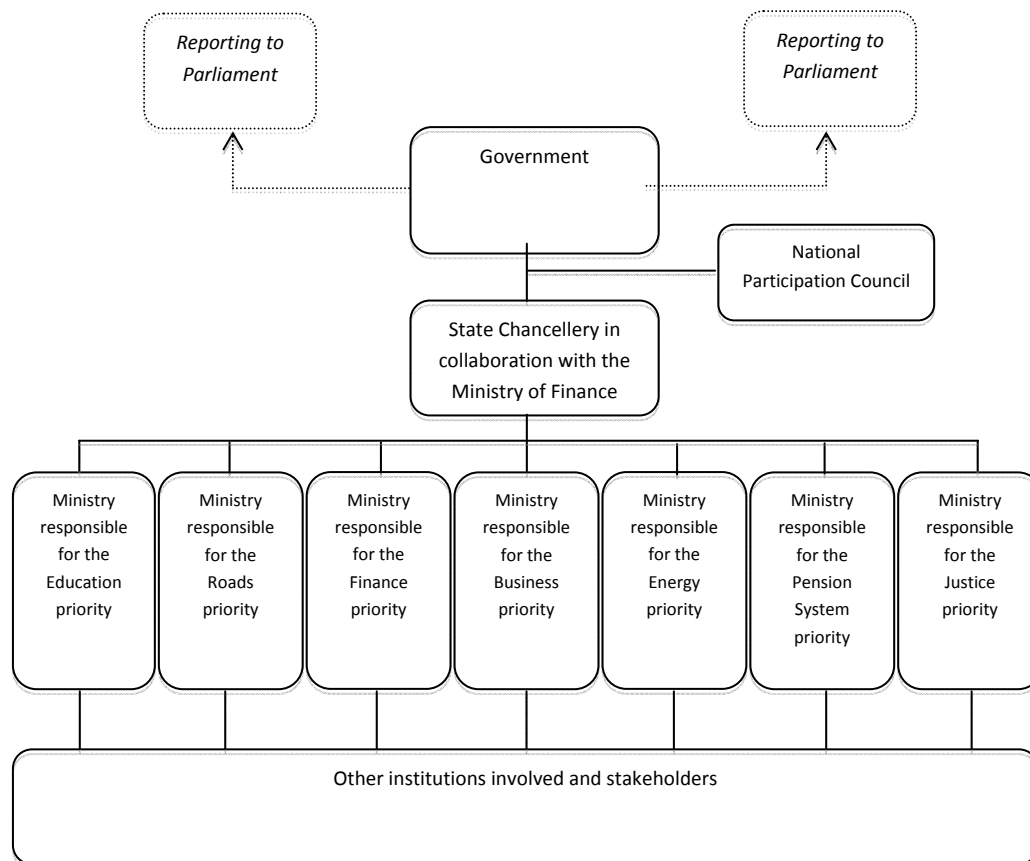 Reporting to
Parliament
Reporting to
Parliament
Government
National
Participation Council
State Chancellery in
collaboration with the
Ministry of Finance
Ministry
responsible
for the
Education
priority
Ministry
responsible
for the
Roads
priority
Ministry
responsible
for the
Finance
priority
Ministry
responsible
for the
Business
priority
Ministry
responsible
for the
Energy
priority
Ministry
responsible
for the
Pension
System
priority
Ministry
responsible
for the
Justice
priority
Other institutions involved and stakeholders